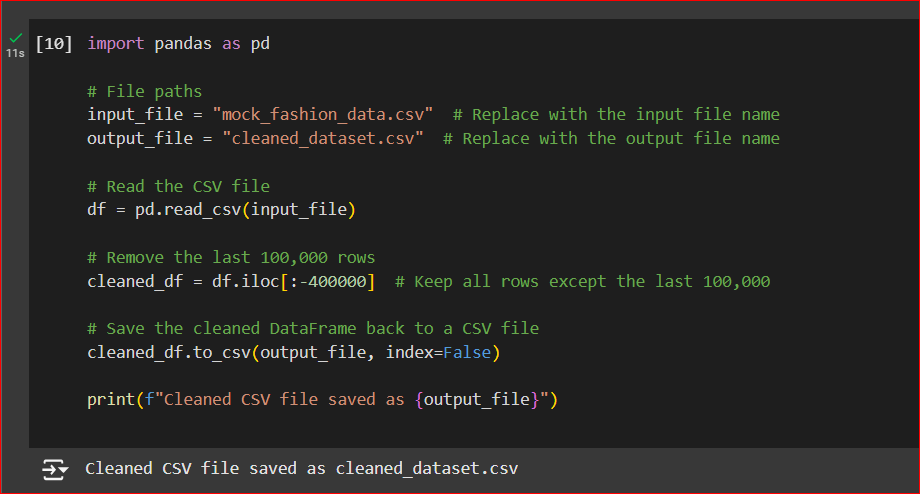 [10] import pandas as pd
11s
# File paths
input_file = "mock_fashion_data.csv"  # Replace with the input file name
output_file = "cleaned_dataset.csv"  # Replace with the output file name
# Read the CSV file
df = pd.read_csv(input_file)
# Remove the last 100,000 rows
cleaned_df = df.iloc[:-400000]  # Keep all rows except the last 100,000
# Save the cleaned DataFrame back to a CSV file
cleaned_df.to_csv(output_file, index=False)
print(f"Cleaned CSV file saved as {output_file}")
Cleaned CSV file saved as cleaned_dataset.csv